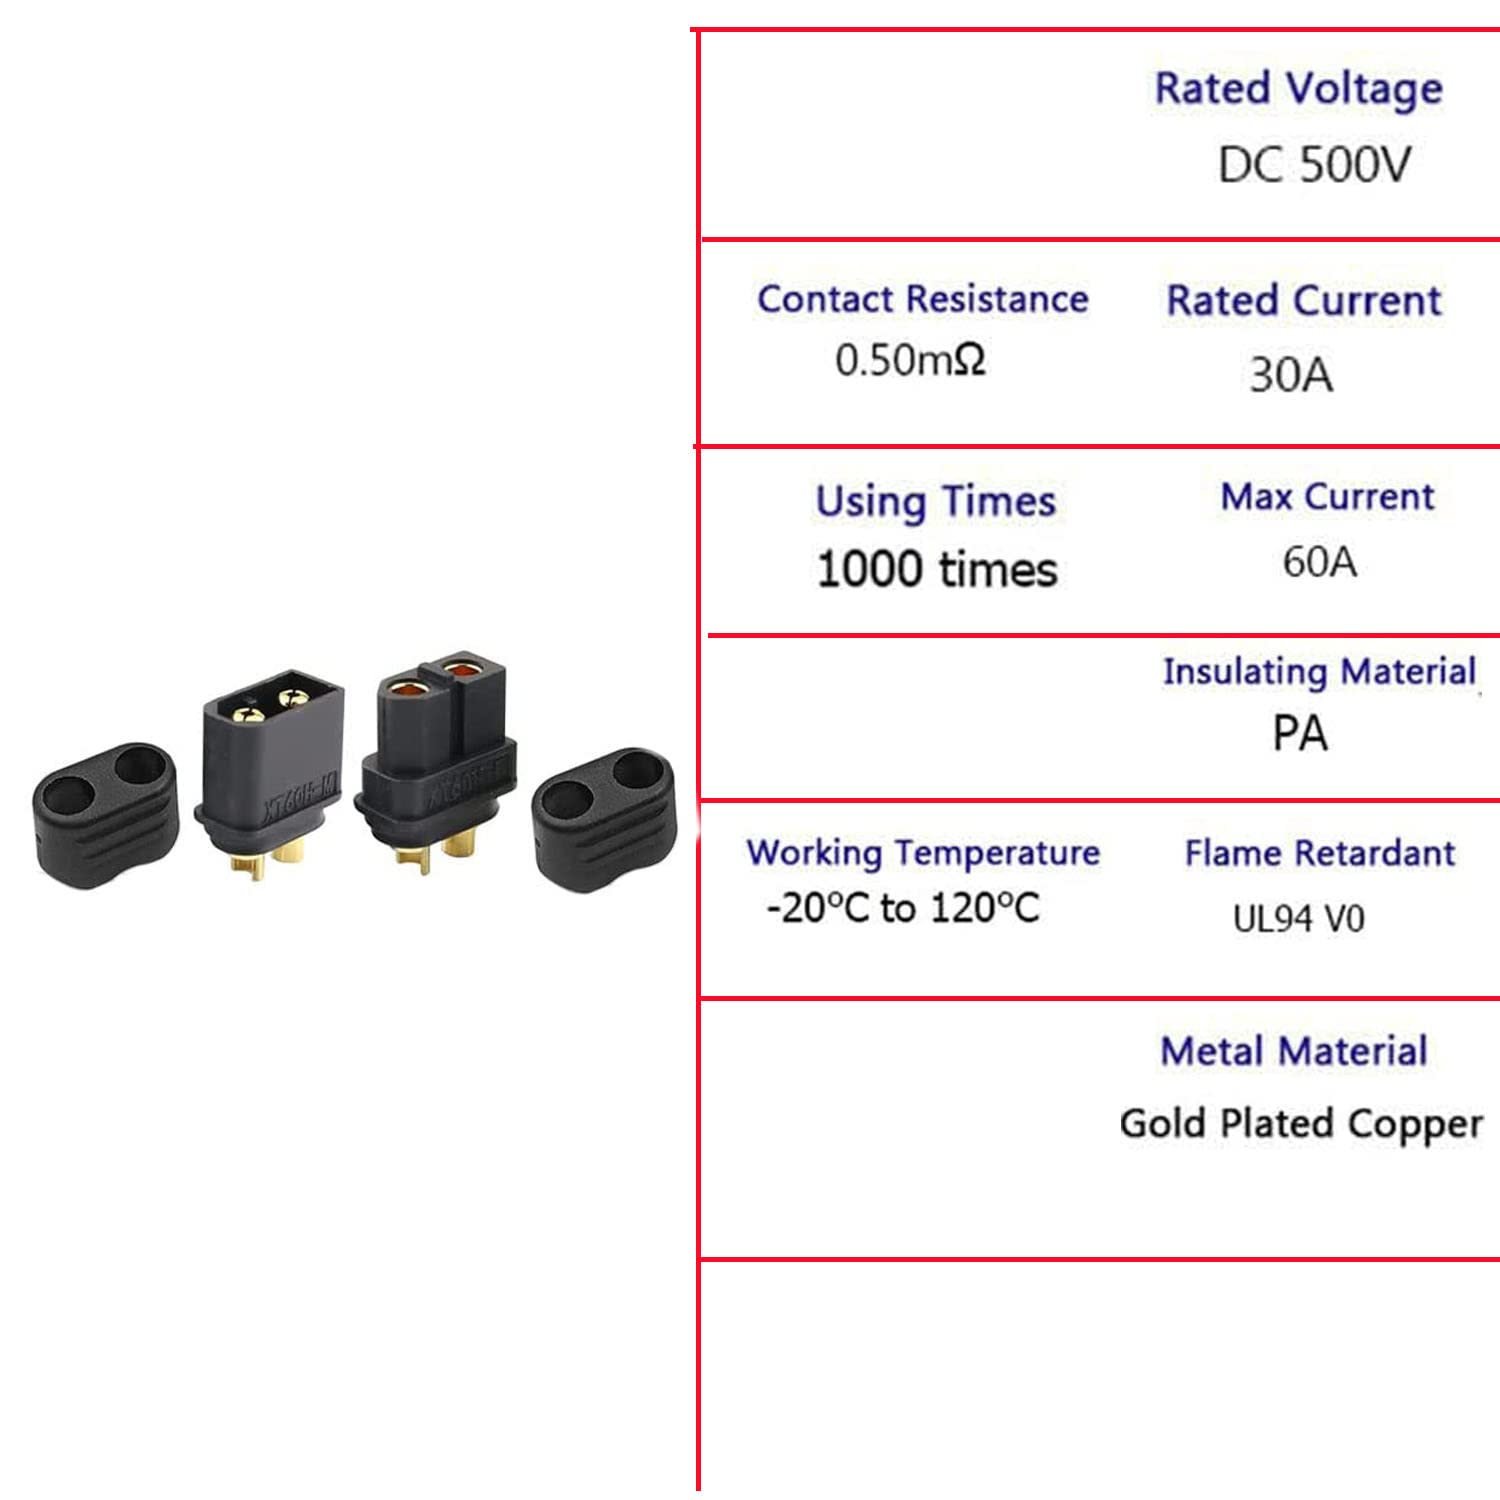 Rated Voltage
DC 500V
Contact Resistance
0.50mΩ
Rated Current
30A
Using Times
1000 times
Max Current
60A
Insulating Material
PA
Working Temperature
-20°C to 120°C
Flame Retardant
UL94 V0
Metal Material
Gold Plated Copper
XT60H-M